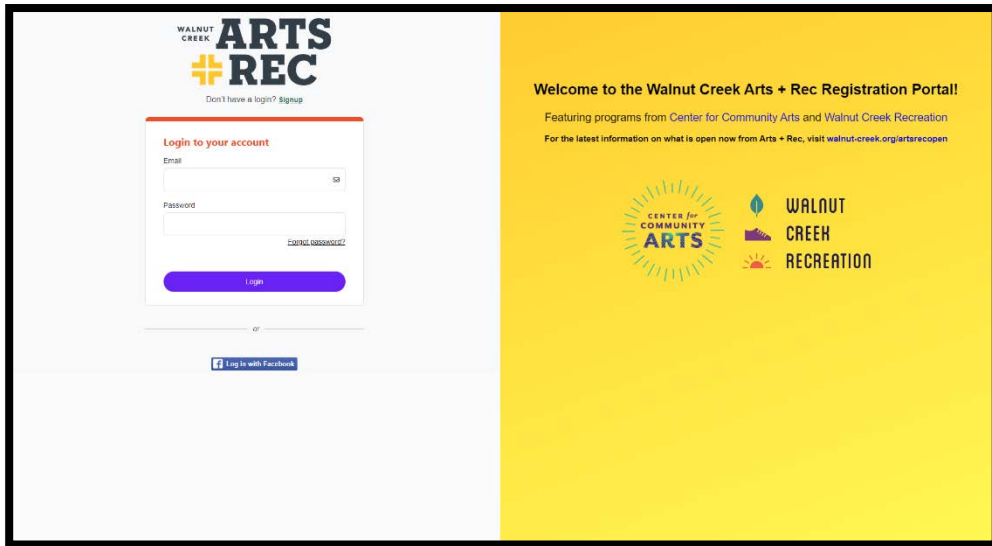 WALNUT CREEK ARTS
REC
Don't have a login? Signup
Login to your account
Email
Password
Forgot password?
Login
or
Log in with Facebook
Welcome to the Walnut Creek Arts + Rec Registration Portal!
Featuring programs from Center for Community Arts and Walnut Creek Recreation
For the latest information on what is open now from Arts + Rec, visit walnut-creek.org/artsrecopen
CENTER for
COMMUNITY
ARTS
WALNUT
CREEK
RECREATION